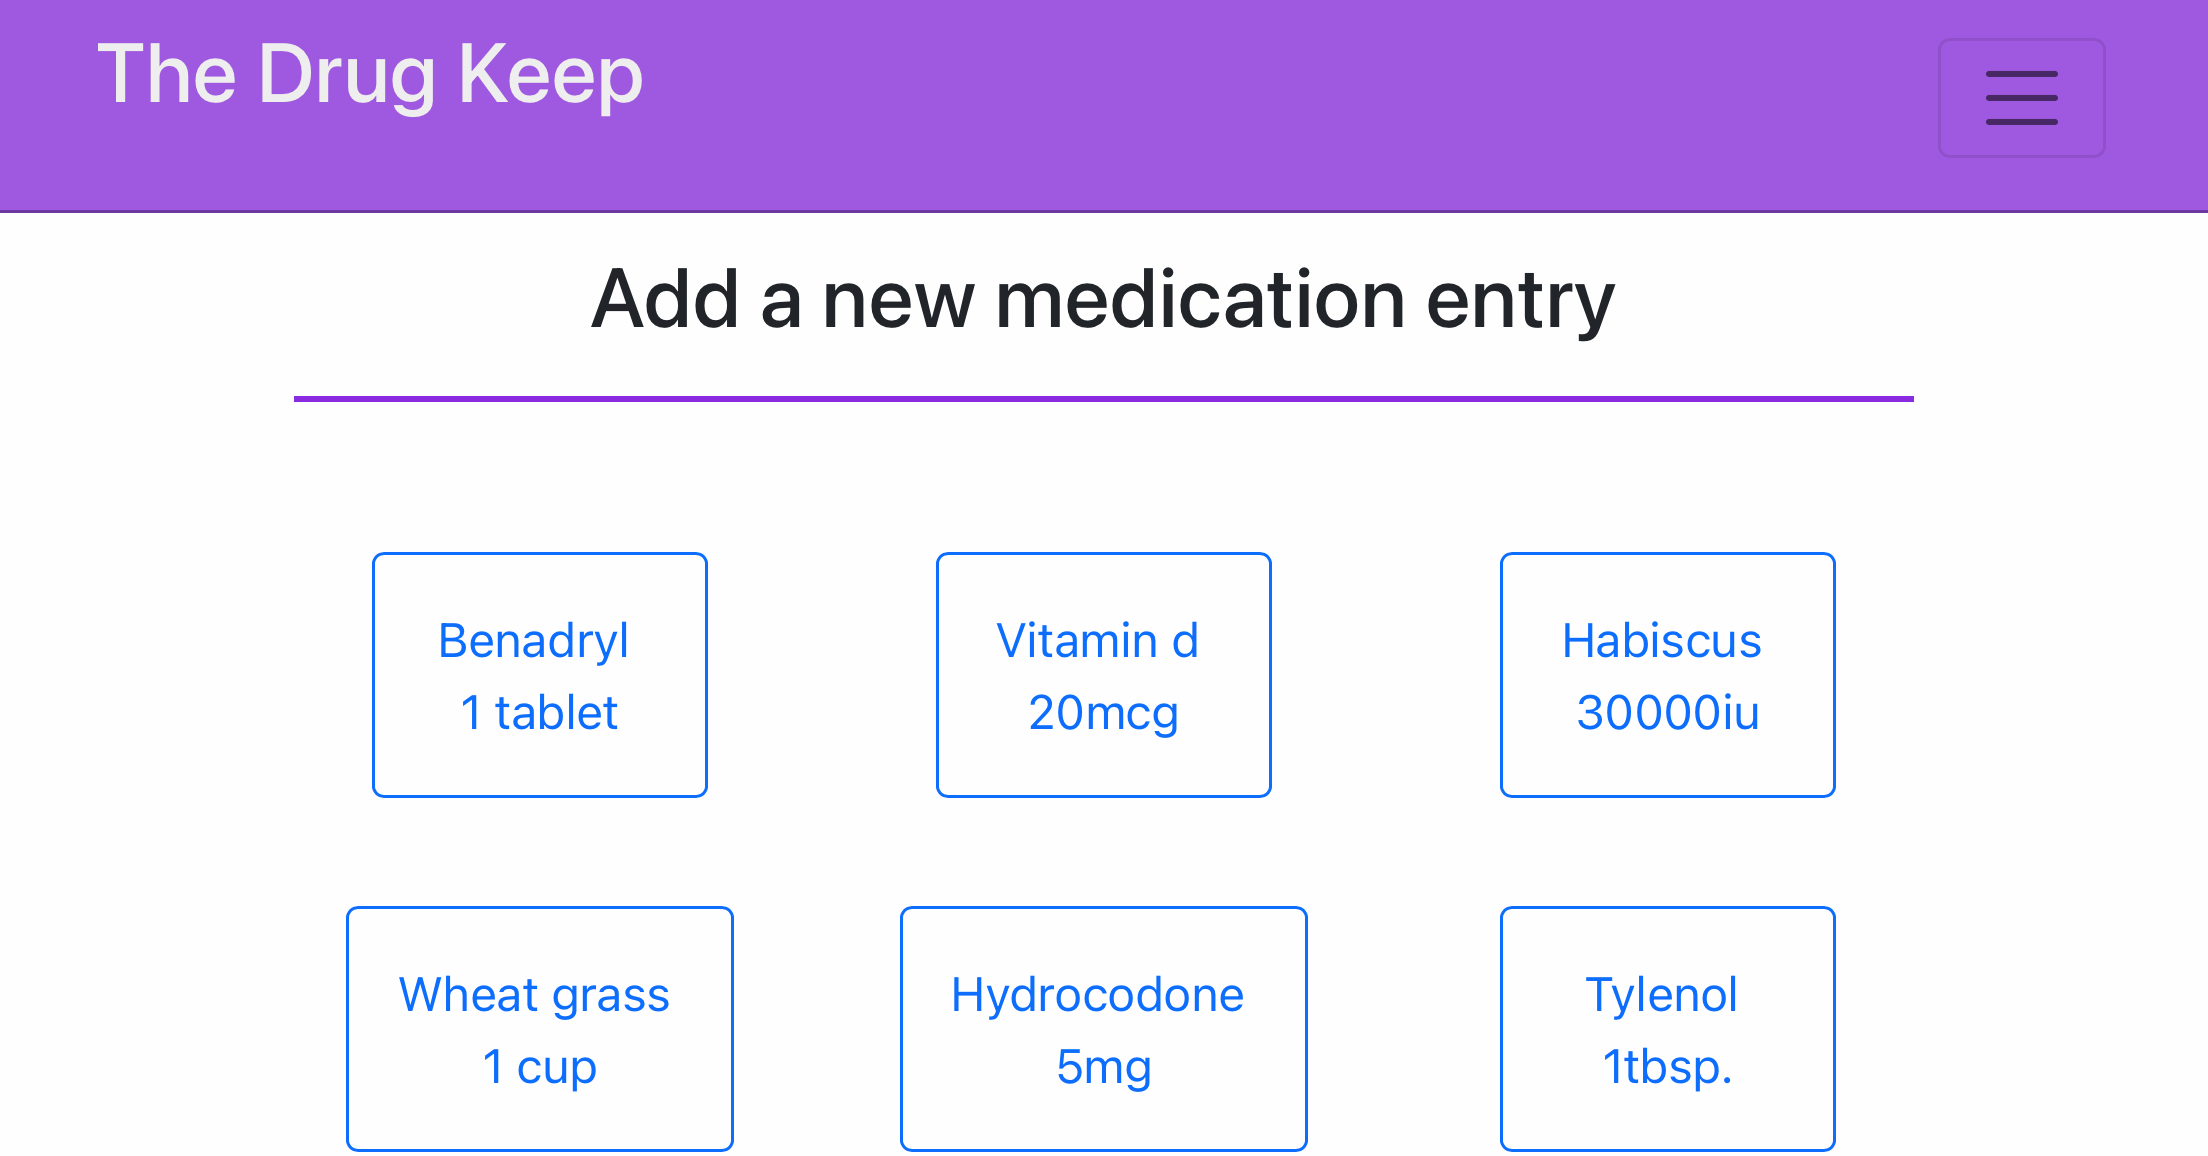 The Drug Keep
Add a new medication entry
Benadryl
1 tablet
Vitamin d
20mcg
Habiscus
30000iu
Wheat grass
1 cup
Hydrocodone
5mg
Tylenol
1tbsp.